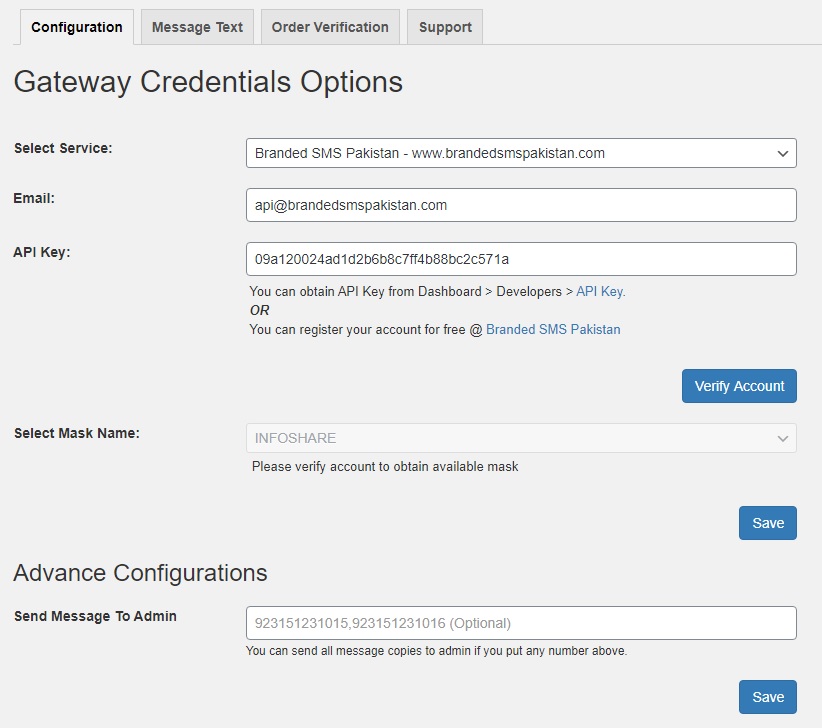 Configuration
Message Text
Order Verification
Support
Gateway Credentials Options
Select Service:
Branded SMS Pakistan - www.brandedsmspakistan.com
Email:
api@brandedsmspakistan.com
API Key:
09a120024ad1d2b6b8c7ff4b88bc2c571a
You can obtain API Key from Dashboard > Developers > API Key.
OR
You can register your account for free @ Branded SMS Pakistan
Verify Account
Select Mask Name:
INFOSHARE
Please verify account to obtain available mask
Save
Advance Configurations
Send Message To Admin
923151231015,923151231016 (Optional)
You can send all message copies to admin if you put any number above.
Save